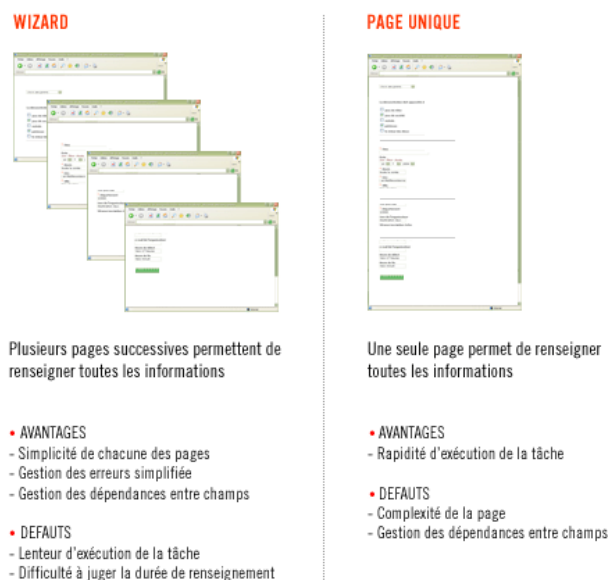 WIZARD
Plusieurs pages successives permettent de
renseigner toutes les informations
• AVANTAGES
- Simplicité de chacune des pages
- Gestion des erreurs simplifiée
- Gestion des dépendances entre champs
• DEFAUTS
- Lenteur d'exécution de la tâche
- Difficulté à juger la durée de renseignement
PAGE UNIQUE
Une seule page permet de renseigner
toutes les informations
• AVANTAGES
- Rapidité d'exécution de la tâche
• DEFAUTS
- Complexité de la page
- Gestion des dépendances entre champs